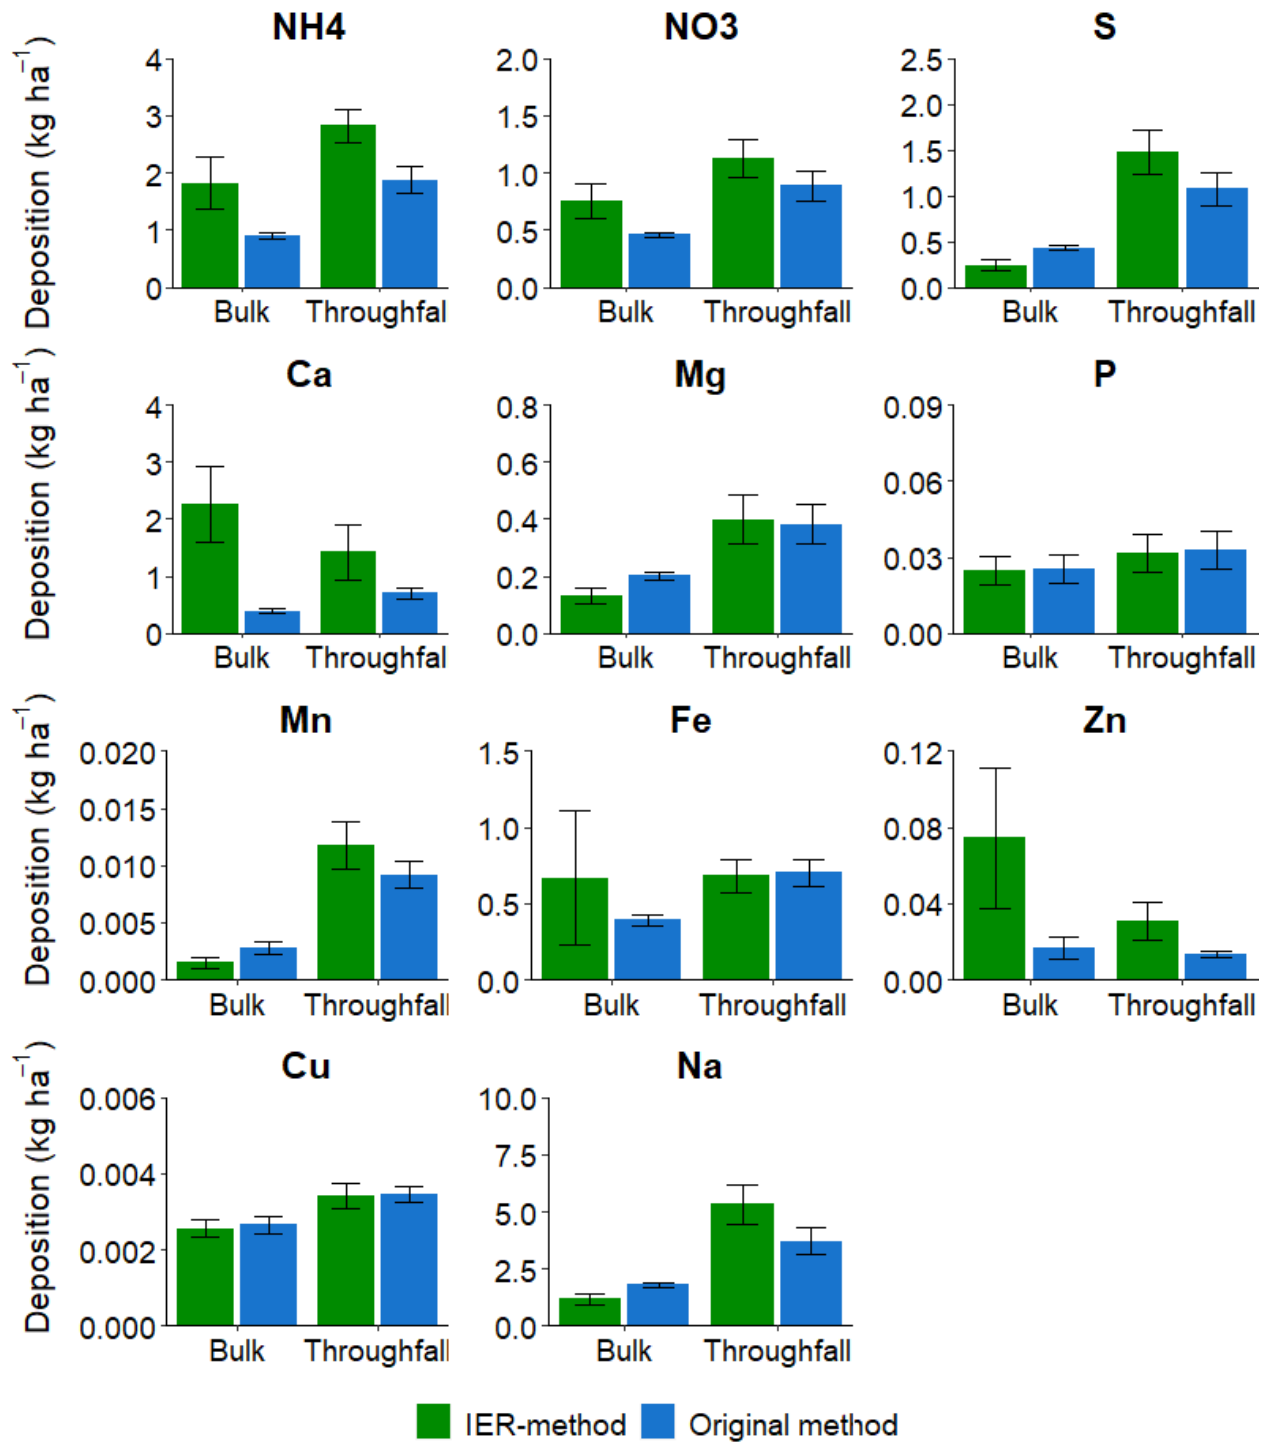 NH4 NO3 S
Deposition (kg ha−1)
4 3 2 1 0
Bulk Throughfal
2.0 1.5 1.0 0.5 0.0
Bulk Throughfall
2.5 2.0 1.5 1.0 0.5 0.0
Bulk Throughfall
Ca Mg P
Deposition (kg ha−1)
4 3 2 1 0
Bulk Throughfal
0.8 0.6 0.4 0.2 0.0
Bulk Throughfall
0.09 0.06 0.03 0.00
Bulk Throughfall
Mn Fe Zn
Deposition (kg ha−1)
0.020 0.015 0.010 0.005 0.000
Bulk Throughfall
1.5 1.0 0.5 0.0
Bulk Throughfall
0.12 0.08 0.04 0.00
Bulk Throughfall
Cu Na
Deposition (kg ha−1)
0.006 0.004 0.002 0.000
Bulk Throughfall
10.0 7.5 5.0 2.5 0.0
Bulk Throughfall
IER-method Original method